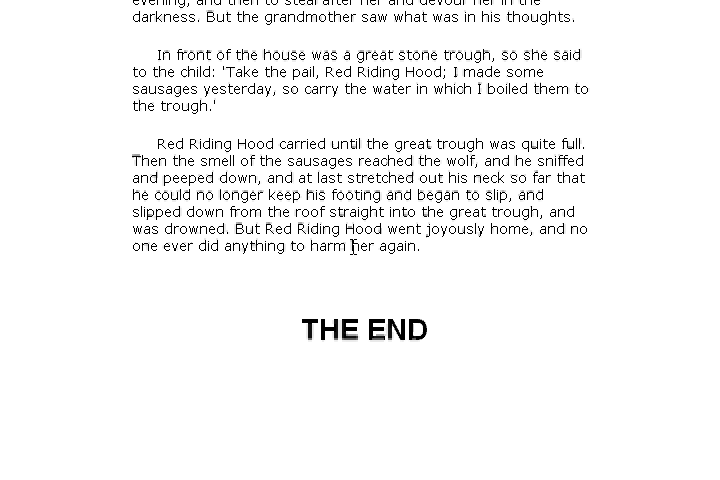 evening, and then to steal after her and devour her in the
darkness. But the grandmother saw what was in his thoughts.
In front of the house was a great stone trough, so she said
to the child: 'Take the pail, Red Riding Hood; I made some
sausages yesterday, so carry the water in which I boiled them to
the trough.'
Red Riding Hood carried until the great trough was quite full.
Then the smell of the sausages reached the wolf, and he sniffed
and peeped down, and at last stretched out his neck so far that
he could no longer keep his footing and began to slip, and
slipped down from the roof straight into the great trough, and
was drowned. But Red Riding Hood went joyously home, and no
one ever did anything to harm her again.
THE END